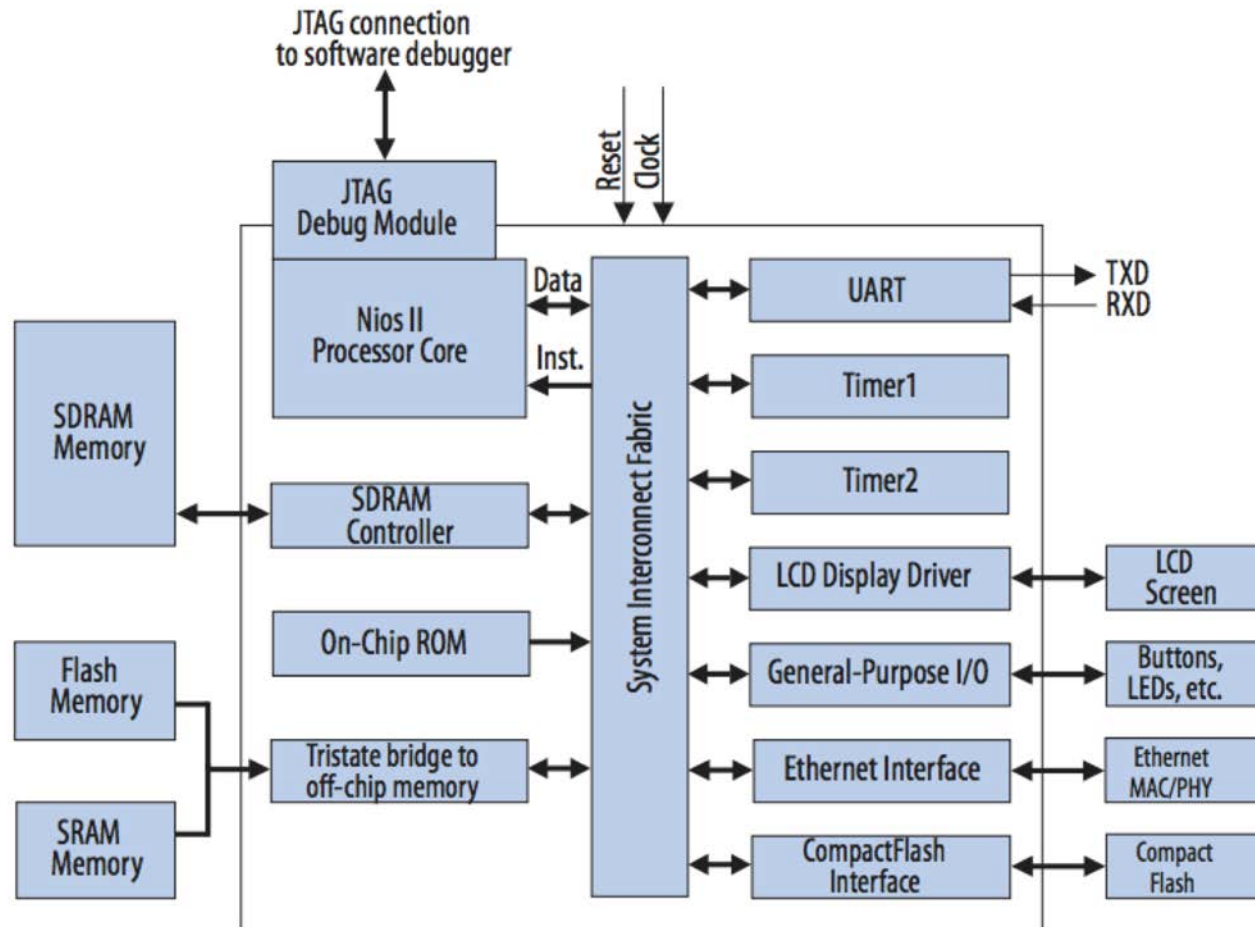 JTAG connection
to software debugger
Reset
Clock
JTAG
Debug Module
Nios II
Processor Core
Data
Inst.
SDRAM
Memory
SDRAM
Controller
On-Chip ROM
Flash
Memory
Tristate bridge to
off-chip memory
SRAM
Memory
System Interconnect Fabric
UART
TXD
RXD
Timer1
Timer2
LCD Display Driver
LCD
Screen
General-Purpose I/O
Buttons,
LEDs, etc.
Ethernet Interface
Ethernet
MAC/PHY
CompactFlash
Interface
Compact
Flash